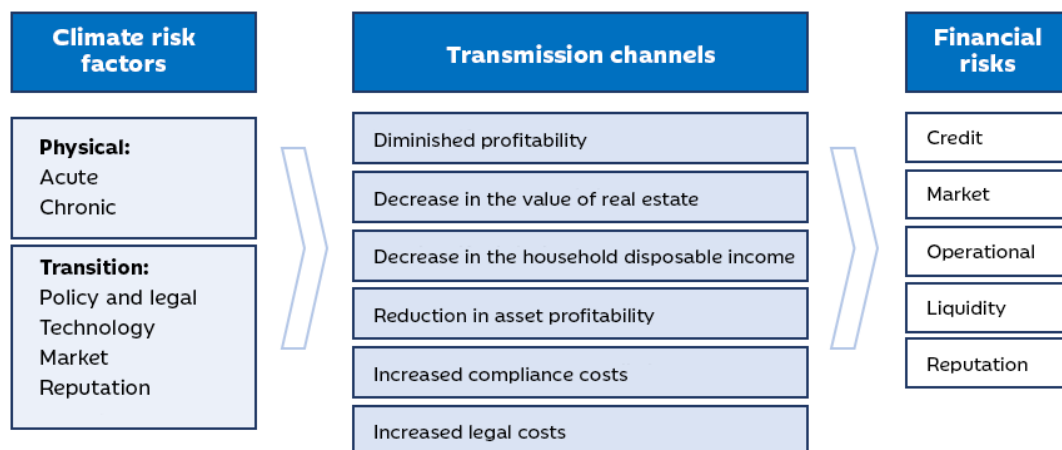 Climate risk
factors
Transmission channels
Financial
risks
Physical:
Acute
Chronic
Transition:
Policy and legal
Technology
Market
Reputation
Diminished profitability
Decrease in the value of real estate
Decrease in the household disposable income
Reduction in asset profitability
Increased compliance costs
Increased legal costs
Credit
Market
Operational
Liquidity
Reputation